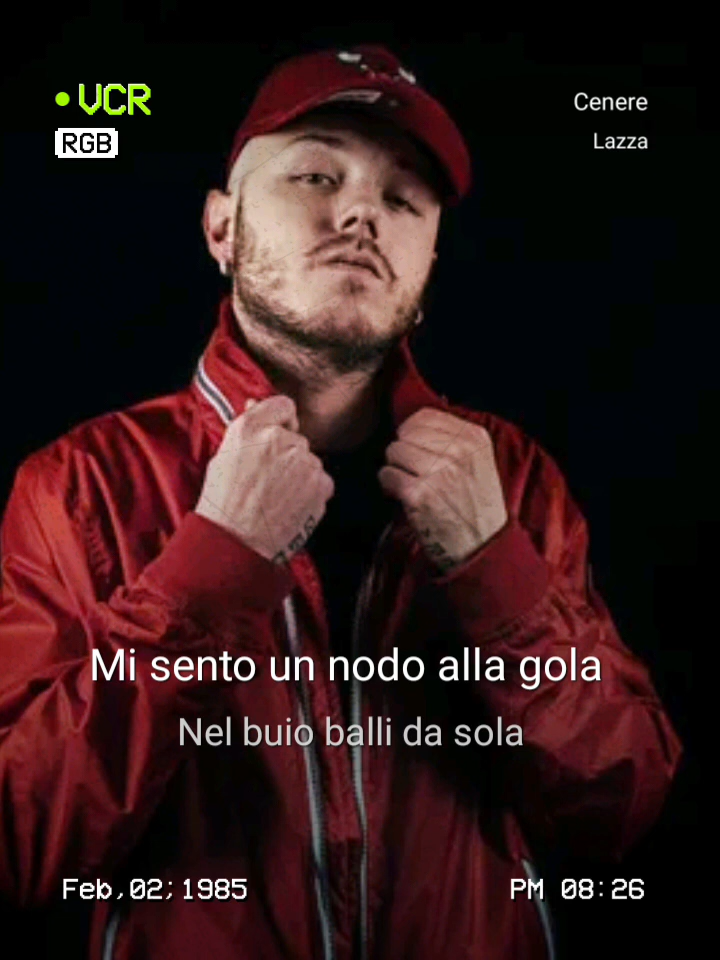 VCR
RGB
Cenere
Lazza
Mi sento un nodo alla gola
Nel buio balli da sola
Feb,02;1985
PM 08:26